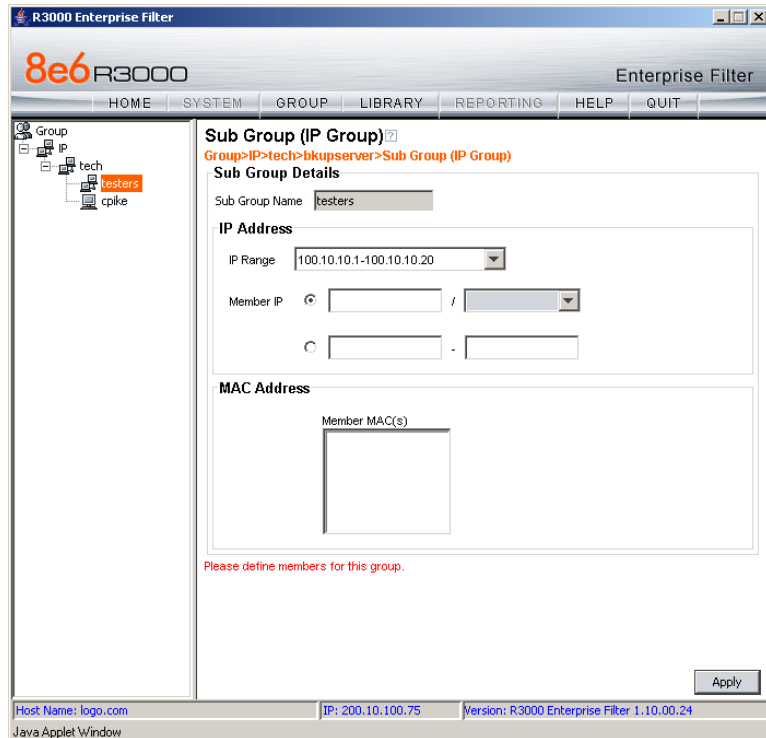 R3000 Enterprise Filter
8e6 R3000
Enterprise Filter
HOME SYSTEM GROUP LIBRARY REPORTING HELP QUIT
Group
IP
tech
testers
cpike
Sub Group (IP Group)?
Group>IP>tech>bkupserver>Sub Group (IP Group)
Sub Group Details
Sub Group Name testers
IP Address
IP Range 100.10.10.1-100.10.10.20
Member IP /
-
MAC Address
Member MAC(s)
Please define members for this group.
Apply
Host Name: logo.com IP: 200.10.100.75 Version: R3000 Enterprise Filter 1.10.00.24
Java Applet Window